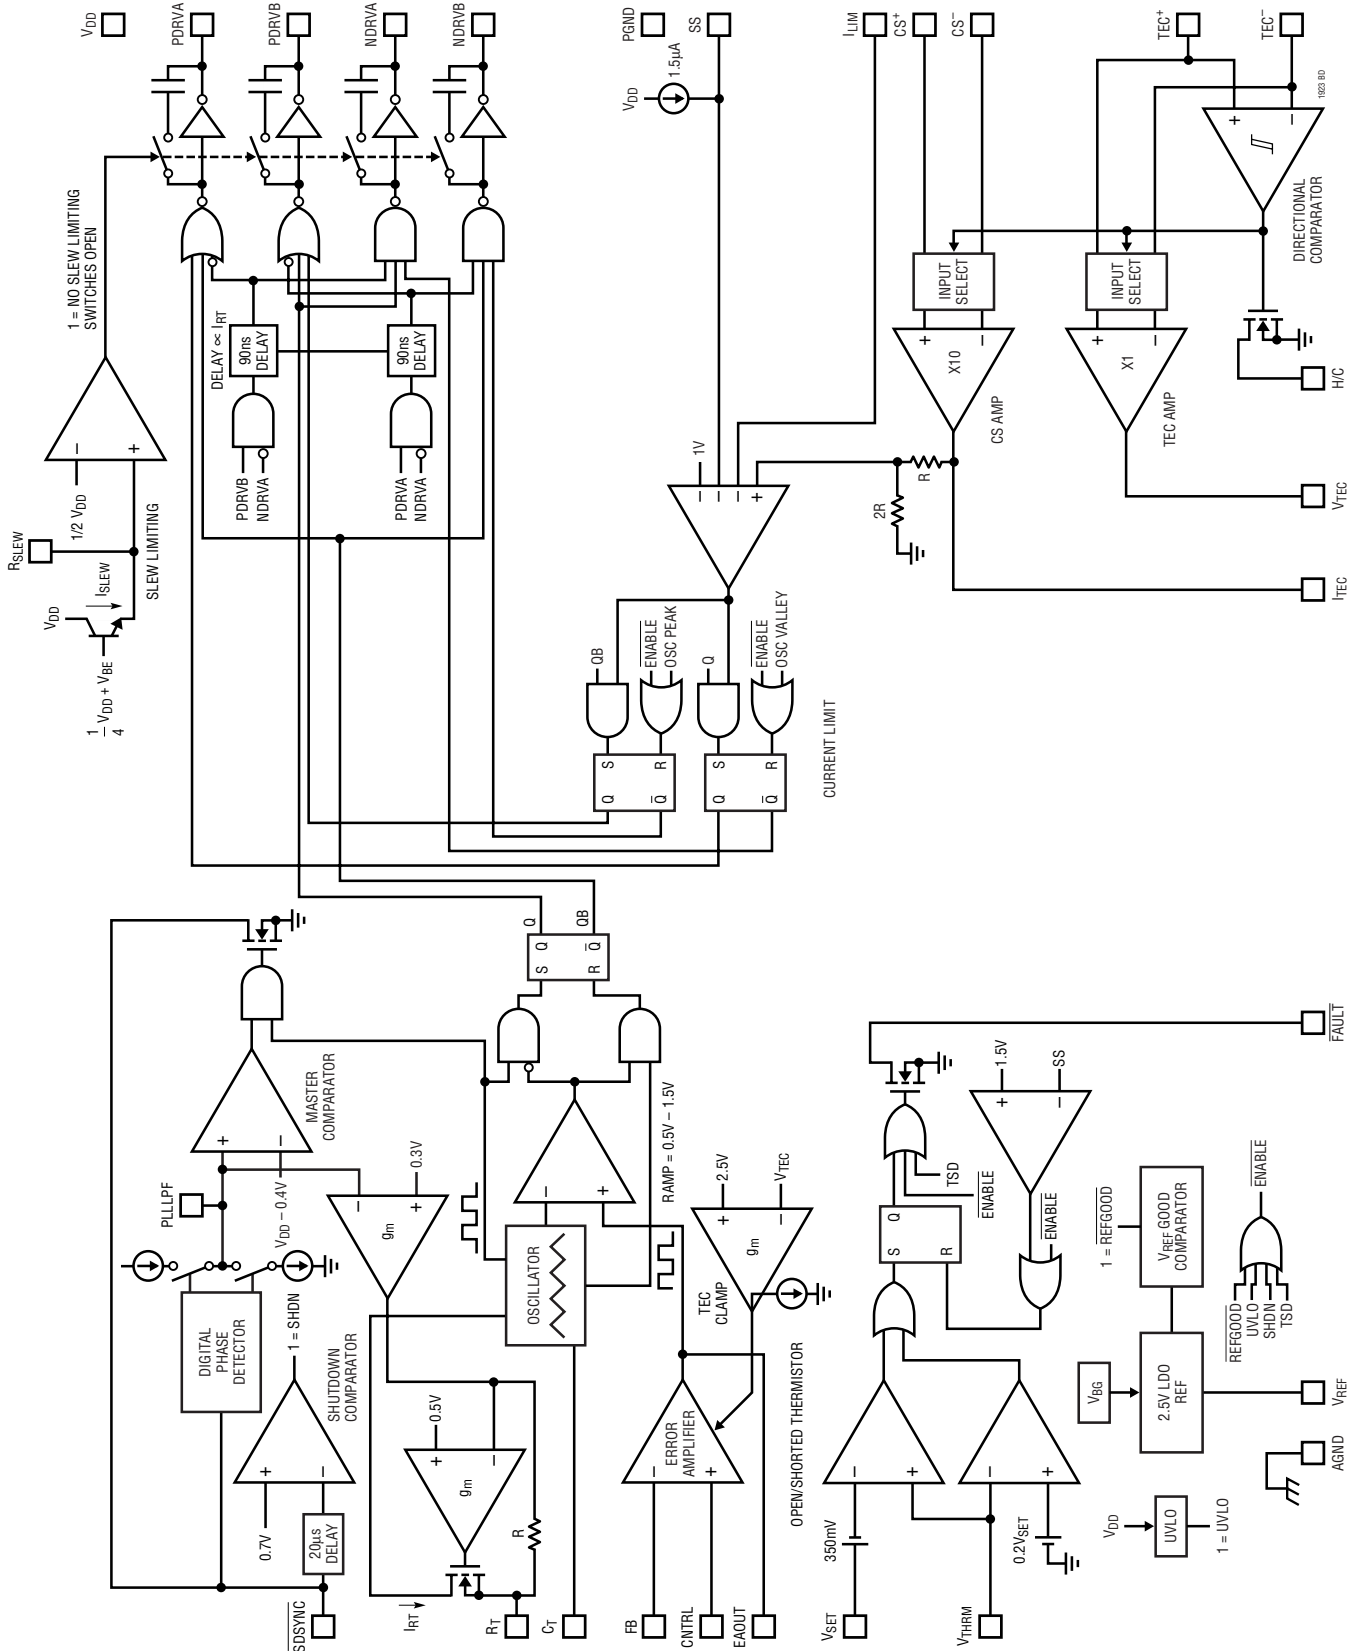 VDD
PDRVA
PDRVB
NDRVA
NDRVB
PGND
SS
ILIM
CS+
CS−
TEC+
TEC−
1.5µA
VDD
1923 BD
1 = NO SLEW LIMITING
SWITCHES OPEN
DELAY ∝ IRT
90ns
DELAY
90ns
DELAY
PDRVB
NDRVA
PDRVA
NDRVA
−
+
1/2 VDD
RSLEW
SLEW LIMITING
ISLEW
VDD
1
4
VDD + VBE
1V
−
−
−
+
R
2R
INPUT
SELECT
INPUT
SELECT
+
−
X10
CS AMP
+
−
X1
TEC AMP
+
−
DIRECTIONAL
COMPARATOR
H/C
VTEC
ITEC
QB
ENABLE
OSC PEAK
Q
ENABLE
OSC VALLEY
S
R
Q
Q
S
R
Q
Q
CURRENT LIMIT
Q
QB
S
Q
R
Q
MASTER
COMPARATOR
+
−
PLLLPF
VDD − 0.4V
−
+
0.3V
gm
DIGITAL
PHASE
DETECTOR
1 = SHDN
SHUTDOWN
COMPARATOR
+
−
0.7V
20µs
DELAY
SDSYNC
OSCILLATOR
−
+
RAMP = 0.5V − 1.5V
0.5V
+
−
gm
R
IRT
RT
CT
TEC
CLAMP
gm
+
−
2.5V
VTEC
ERROR
AMPLIFIER
−
+
FB
CNTRL
EAOUT
OPEN/SHORTED THERMISTOR
−
+
350mV
VSET
−
+
0.2VSET
VTHRM
S
Q
R
TSD
ENABLE
ENABLE
+
−
1.5V
SS
FAULT
1 = REFGOOD
VREF GOOD
COMPARATOR
2.5V LDO
REF
VBG
REFGOOD
UVLO
SHDN
TSD
ENABLE
VREF
AGND
VDD
UVLO
1 = UVLO